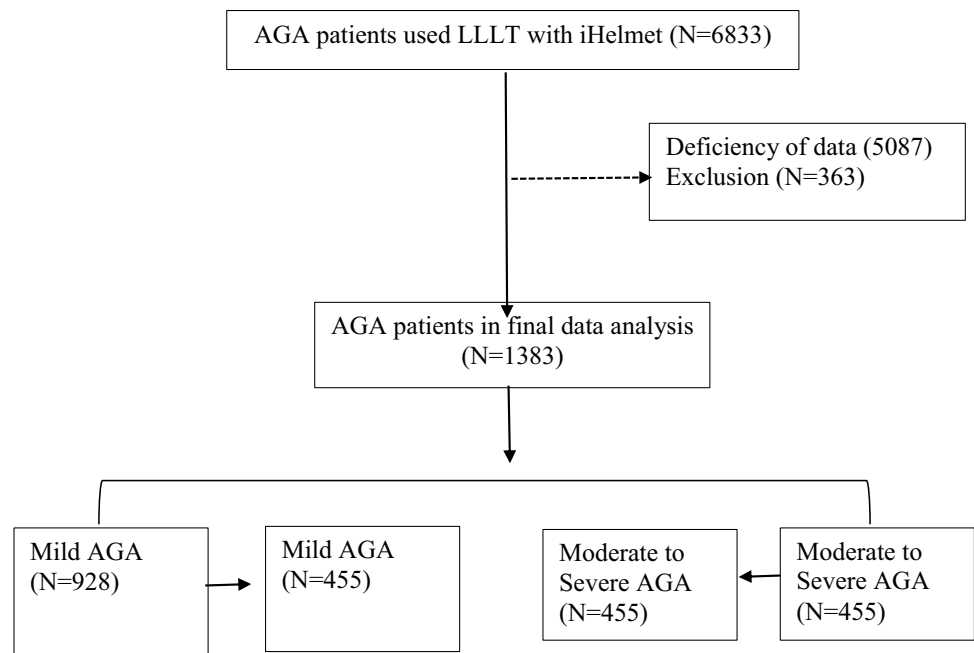 AGA patients used LLLT with iHelmet (N=6833)
Deficiency of data (5087)
Exclusion (N=363)
AGA patients in final data analysis
(N=1383)
Mild AGA
(N=928)
Mild AGA
(N=455)
Moderate to
Severe AGA
(N=455)
Moderate to
Severe AGA
(N=455)